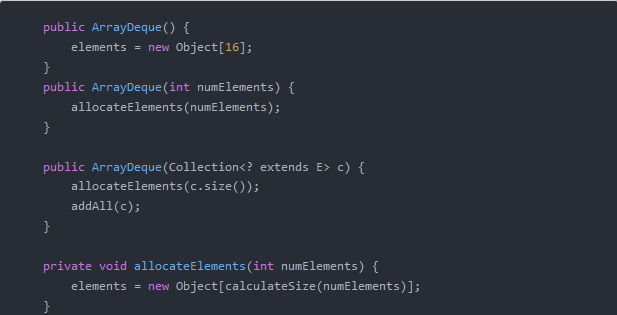 public ArrayDeque() {
    elements = new Object[16];
}
public ArrayDeque(int numElements) {
    allocateElements(numElements);
}

public ArrayDeque(Collection<? extends E> c) {
    allocateElements(c.size());
    addAll(c);
}

private void allocateElements(int numElements) {
    elements = new Object[calculateSize(numElements)];
}